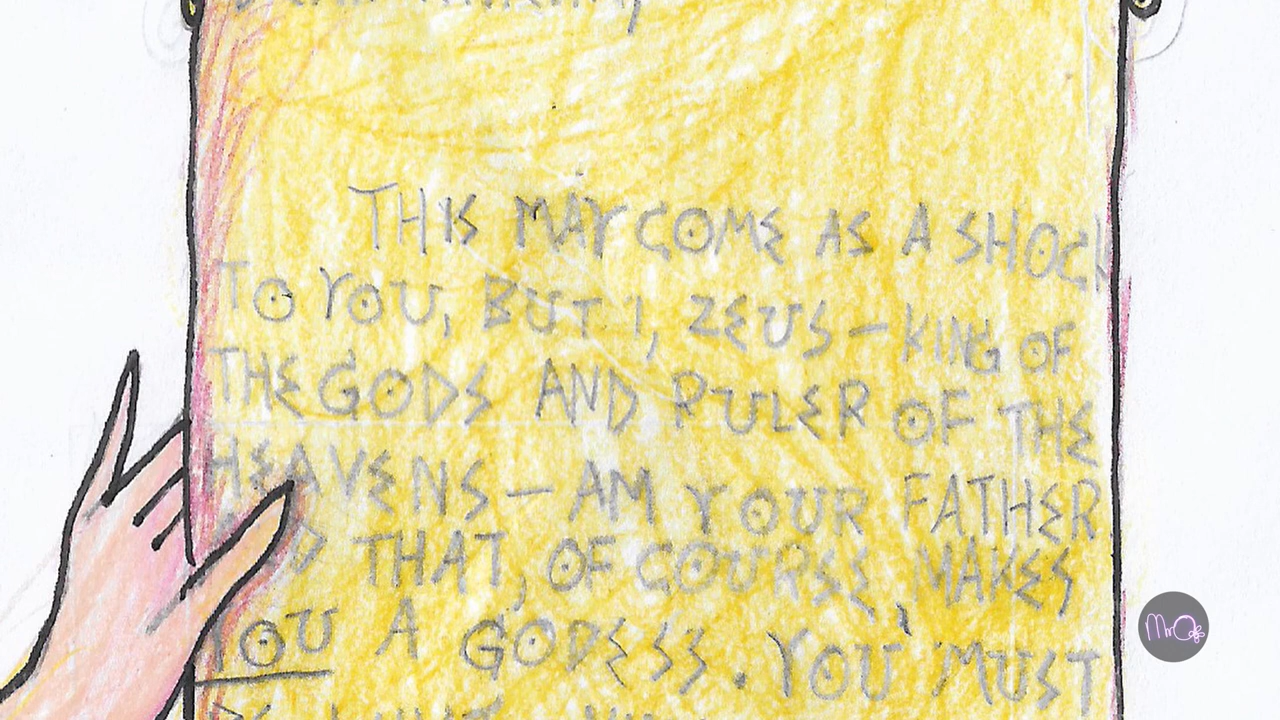 THIS MAY COME AS A SHOCK
TO YOU, BUT I, ZEUS – KING OF
THE GODS AND RULER OF THE
HEAVENS – AM YOUR FATHER
AND THAT, OF COURSE, MAKES
YOU A GODESS. YOU MUST